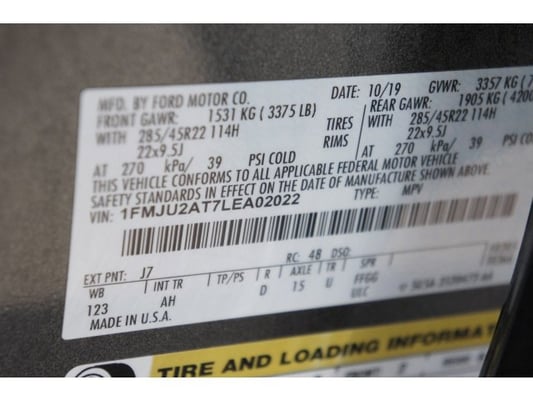 MFD. BY FORD MOTOR CO. DATE: 10/19 GVWR: 3357 KG
FRONT GAWR: 1531 KG ( 3375 LB) REAR GAWR: 1905 KG ( 4200
WITH 285/45R22 114H TIRES WITH 285/45R22 114H
22x9.5J RIMS 22x9.5J
AT 270 kPa/ 39 PSI COLD AT 270 kPa/ 39
THIS VEHICLE CONFORMS TO ALL APPLICABLE FEDERAL MOTOR VEHICLE
SAFETY STANDARDS IN EFFECT ON THE DATE OF MANUFACTURE SHOWN ABOVE.
VIN: 1FMJU2AT7LEA02022 TYPE: MPV
EXT PNT: J7 RC: 48 DSO:
WB INT TR TP/PS R AXLE TR SPR
123 AH D 15 U FFGG
MADE IN U.S.A. ULC
TIRE AND LOADING INFORMAT